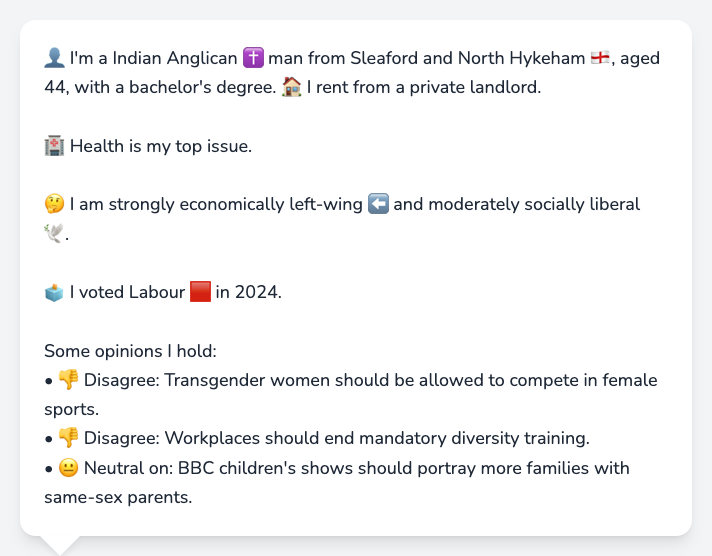 👤 I'm a Indian Anglican ✝️ man from Sleaford and North Hykeham 🏴󠁧󠁢󠁥󠁮󠁧󠁿, aged
44, with a bachelor's degree. 🏠 I rent from a private landlord.
🏥 Health is my top issue.
🤔 I am strongly economically left-wing ⬅️ and moderately socially liberal
🕊️.
🗳️ I voted Labour 🟥 in 2024.
Some opinions I hold:
• 👎 Disagree: Transgender women should be allowed to compete in female
sports.
• 👎 Disagree: Workplaces should end mandatory diversity training.
• 😐 Neutral on: BBC children's shows should portray more families with
same-sex parents.